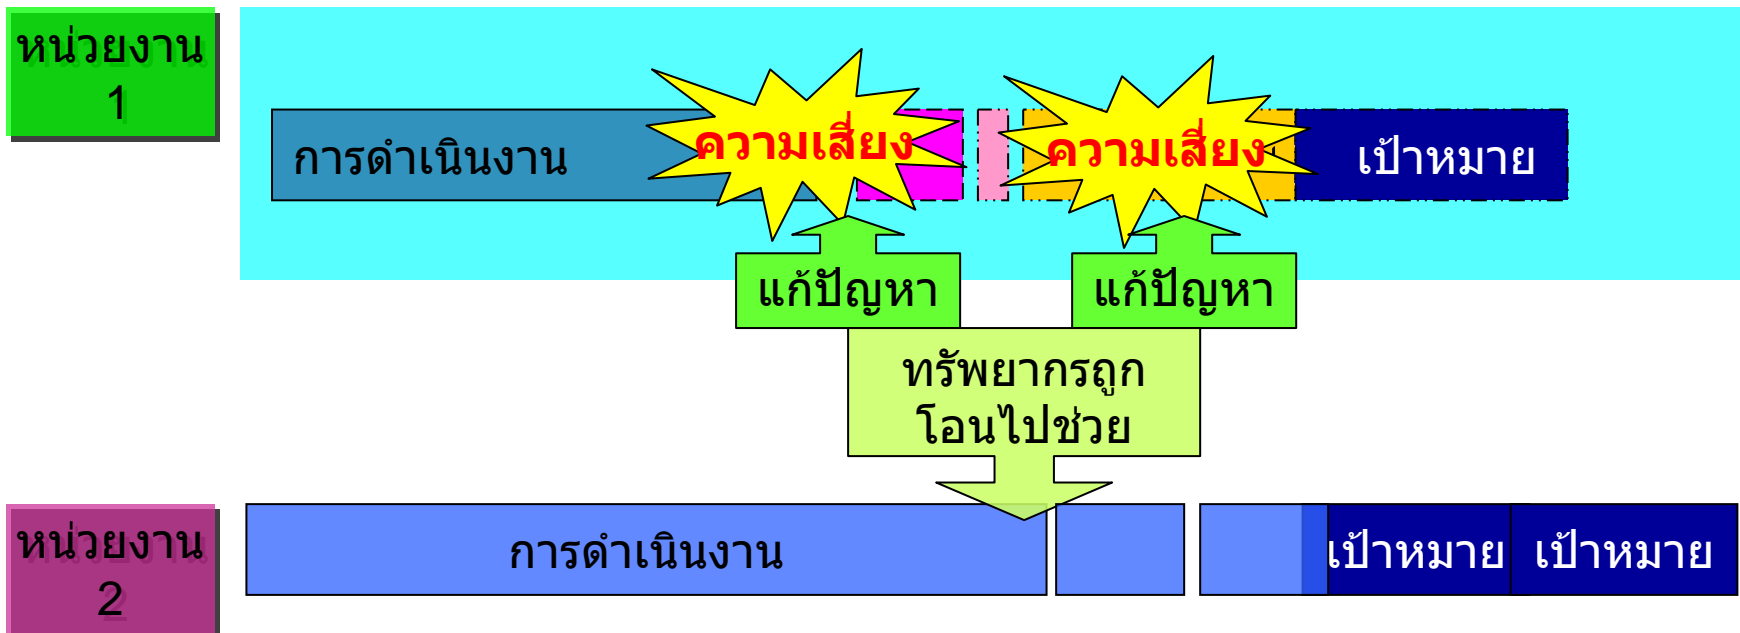 หน่วยงาน
1
การดำเนินงาน
ความเสี่ยง
ความเสี่ยง
เป้าหมาย
แก้ปัญหา
แก้ปัญหา
ทรัพยากรถูก
โอนไปช่วย
หน่วยงาน
2
การดำเนินงาน
เป้าหมาย
เป้าหมาย